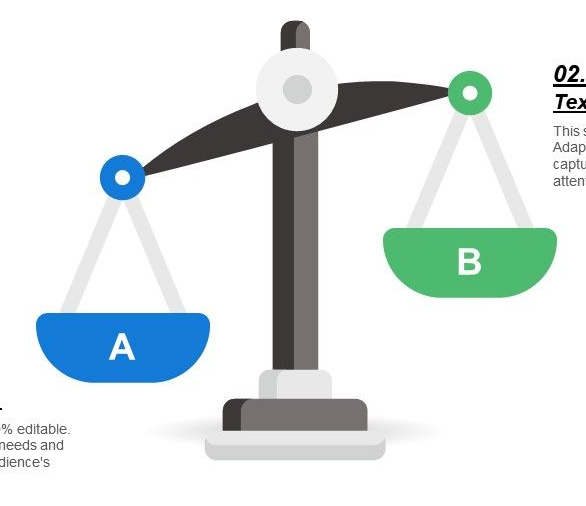 02.
Tex
This s
Adap
captu
atten
A
B
% editable.
needs and
dience's